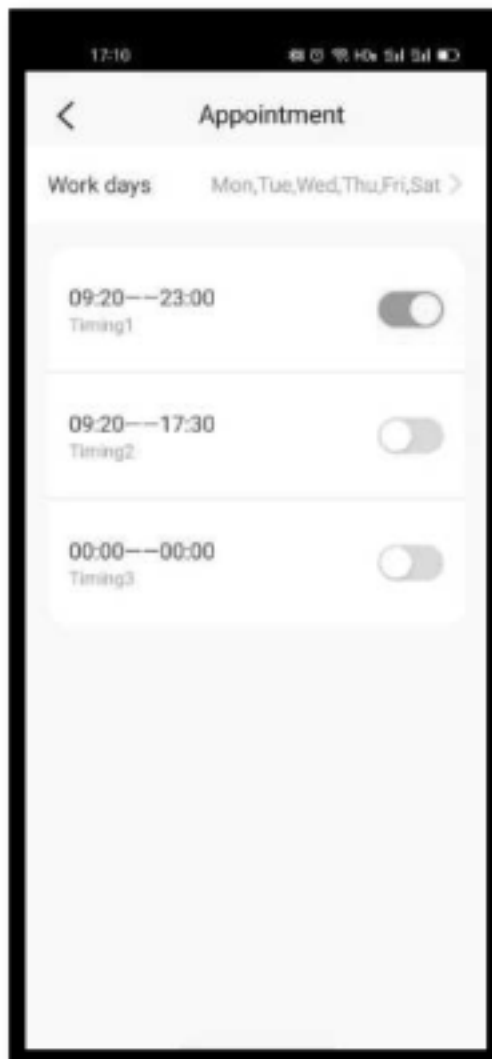 17:10
Appointment
Work days Mon,Tue,Wed,Thu,Fri,Sat
09:20——23:00
Timing1
09:20——17:30
Timing2
00:00——00:00
Timing3